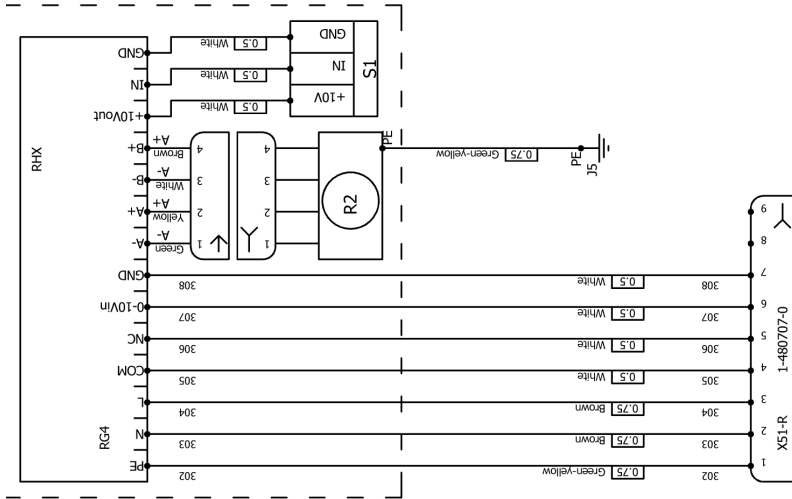 GND
White
0.5
GND
IN
White
0.5
IN
S1
+10Vout
White
0.5
+10V
RHX
B+
A+
Brown
4
4
PE
Green-yellow
0.75
PE
J5
B-
A-
White
3
3
R2
A+
A+
Yellow
2
2
A-
A-
Green
1
1
9
8
GND
308
White
0.5
308
7
0-10Vin
307
White
0.5
307
6
NC
306
White
0.5
306
5
1-480707-0
COM
305
White
0.5
305
4
L
304
Brown
0.75
304
3
RG4
N
303
Brown
0.75
303
2
X51-R
PE
302
Green-yellow
0.75
302
1